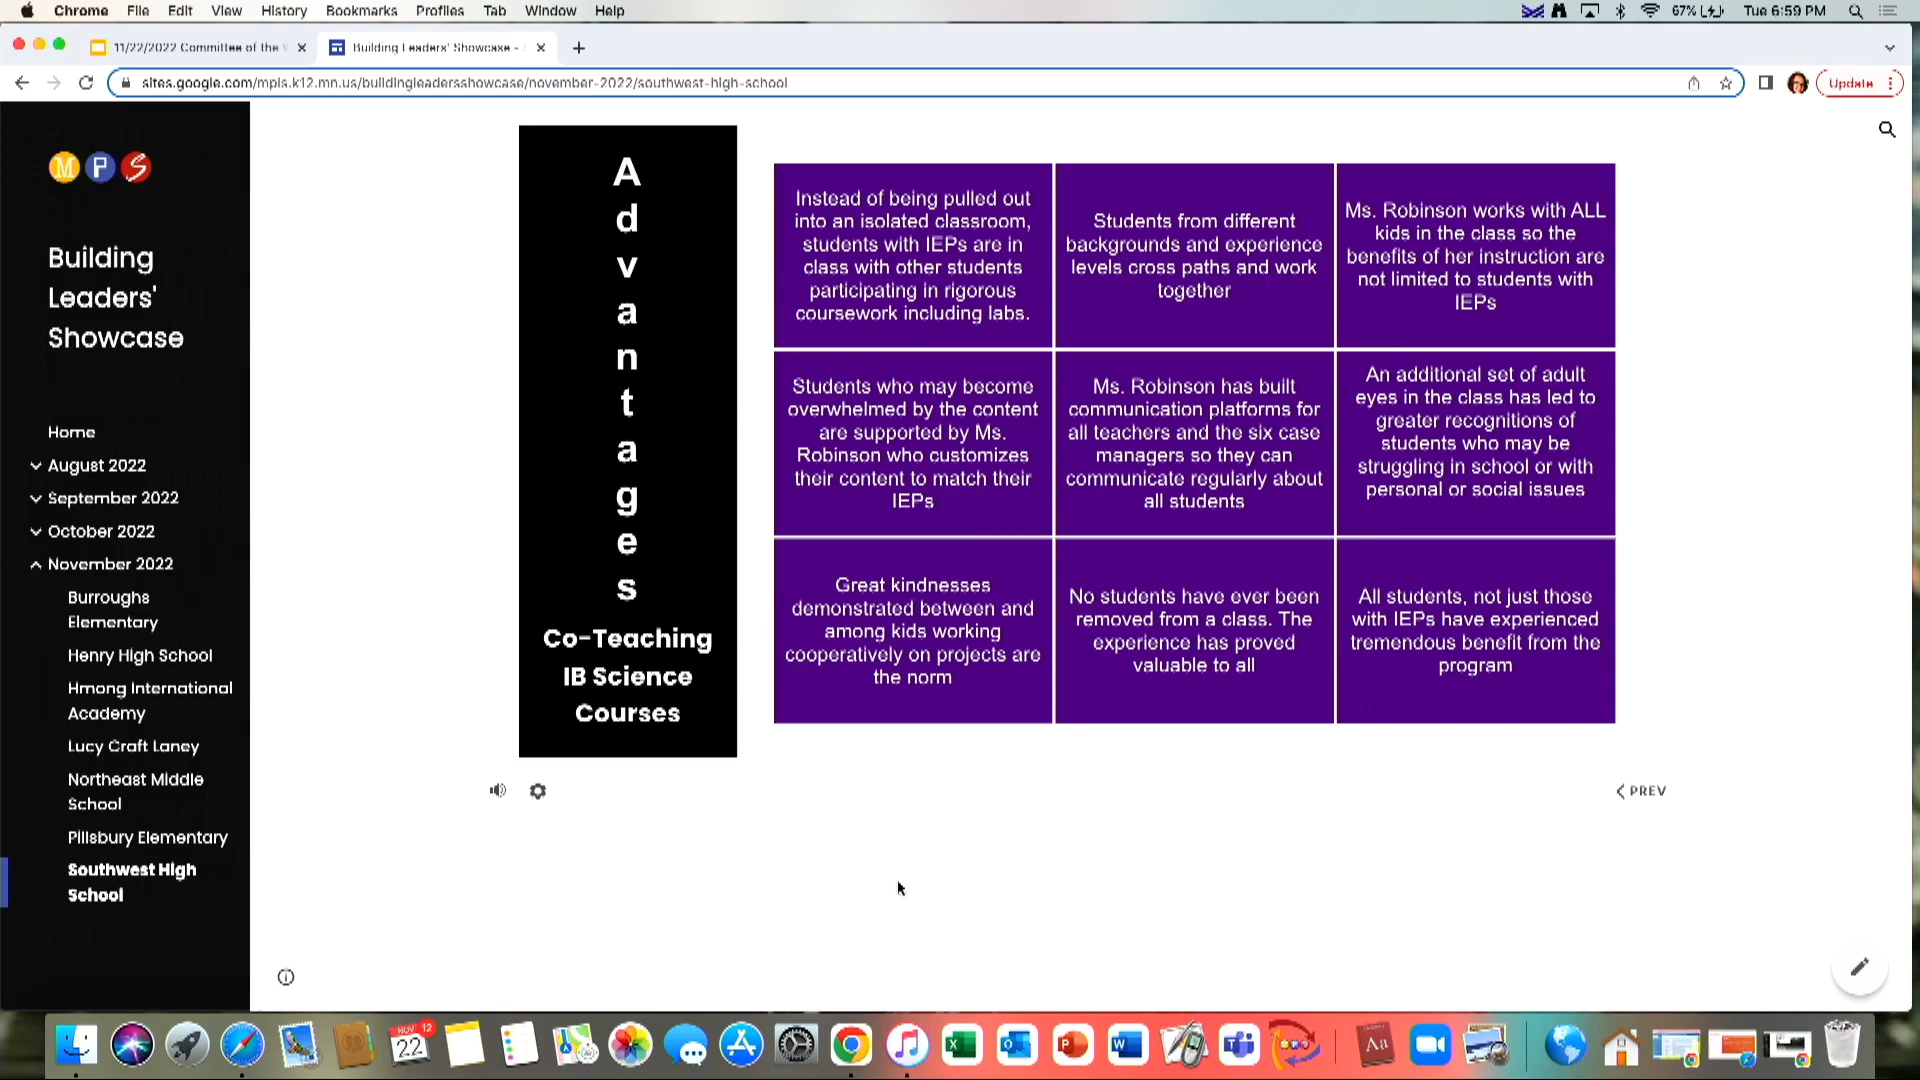 Chrome File Edit View History Bookmarks Profiles Tab Window Help 67% Tue 6:59 PM
11/22/2022 Committee of the W Building Leaders' Showcase -
sites.google.com/mpls.k12.mn.us/buildingleadersshowcase/november-2022/southwest-high-school Update
M P S
Building
Leaders'
Showcase
Home
August 2022
September 2022
October 2022
November 2022
Burroughs
Elementary
Henry High School
Hmong International
Academy
Lucy Craft Laney
Northeast Middle
School
Pillsbury Elementary
Southwest High
School
A
d
v
a
n
t
a
g
e
s
Co-Teaching
IB Science
Courses
Instead of being pulled out
into an isolated classroom,
students with IEPs are in
class with other students
participating in rigorous
coursework including labs.
Students from different
backgrounds and experience
levels cross paths and work
together
Ms. Robinson works with ALL
kids in the class so the
benefits of her instruction are
not limited to students with
IEPs
Students who may become
overwhelmed by the content
are supported by Ms.
Robinson who customizes
their content to match their
IEPs
Ms. Robinson has built
communication platforms for
all teachers and the six case
managers so they can
communicate regularly about
all students
An additional set of adult
eyes in the class has led to
greater recognitions of
students who may be
struggling in school or with
personal or social issues
Great kindnesses
demonstrated between and
among kids working
cooperatively on projects are
the norm
No students have ever been
removed from a class. The
experience has proved
valuable to all
All students, not just those
with IEPs have experienced
tremendous benefit from the
program
PREV
NOV 12
22
X
P
W
T
Aa